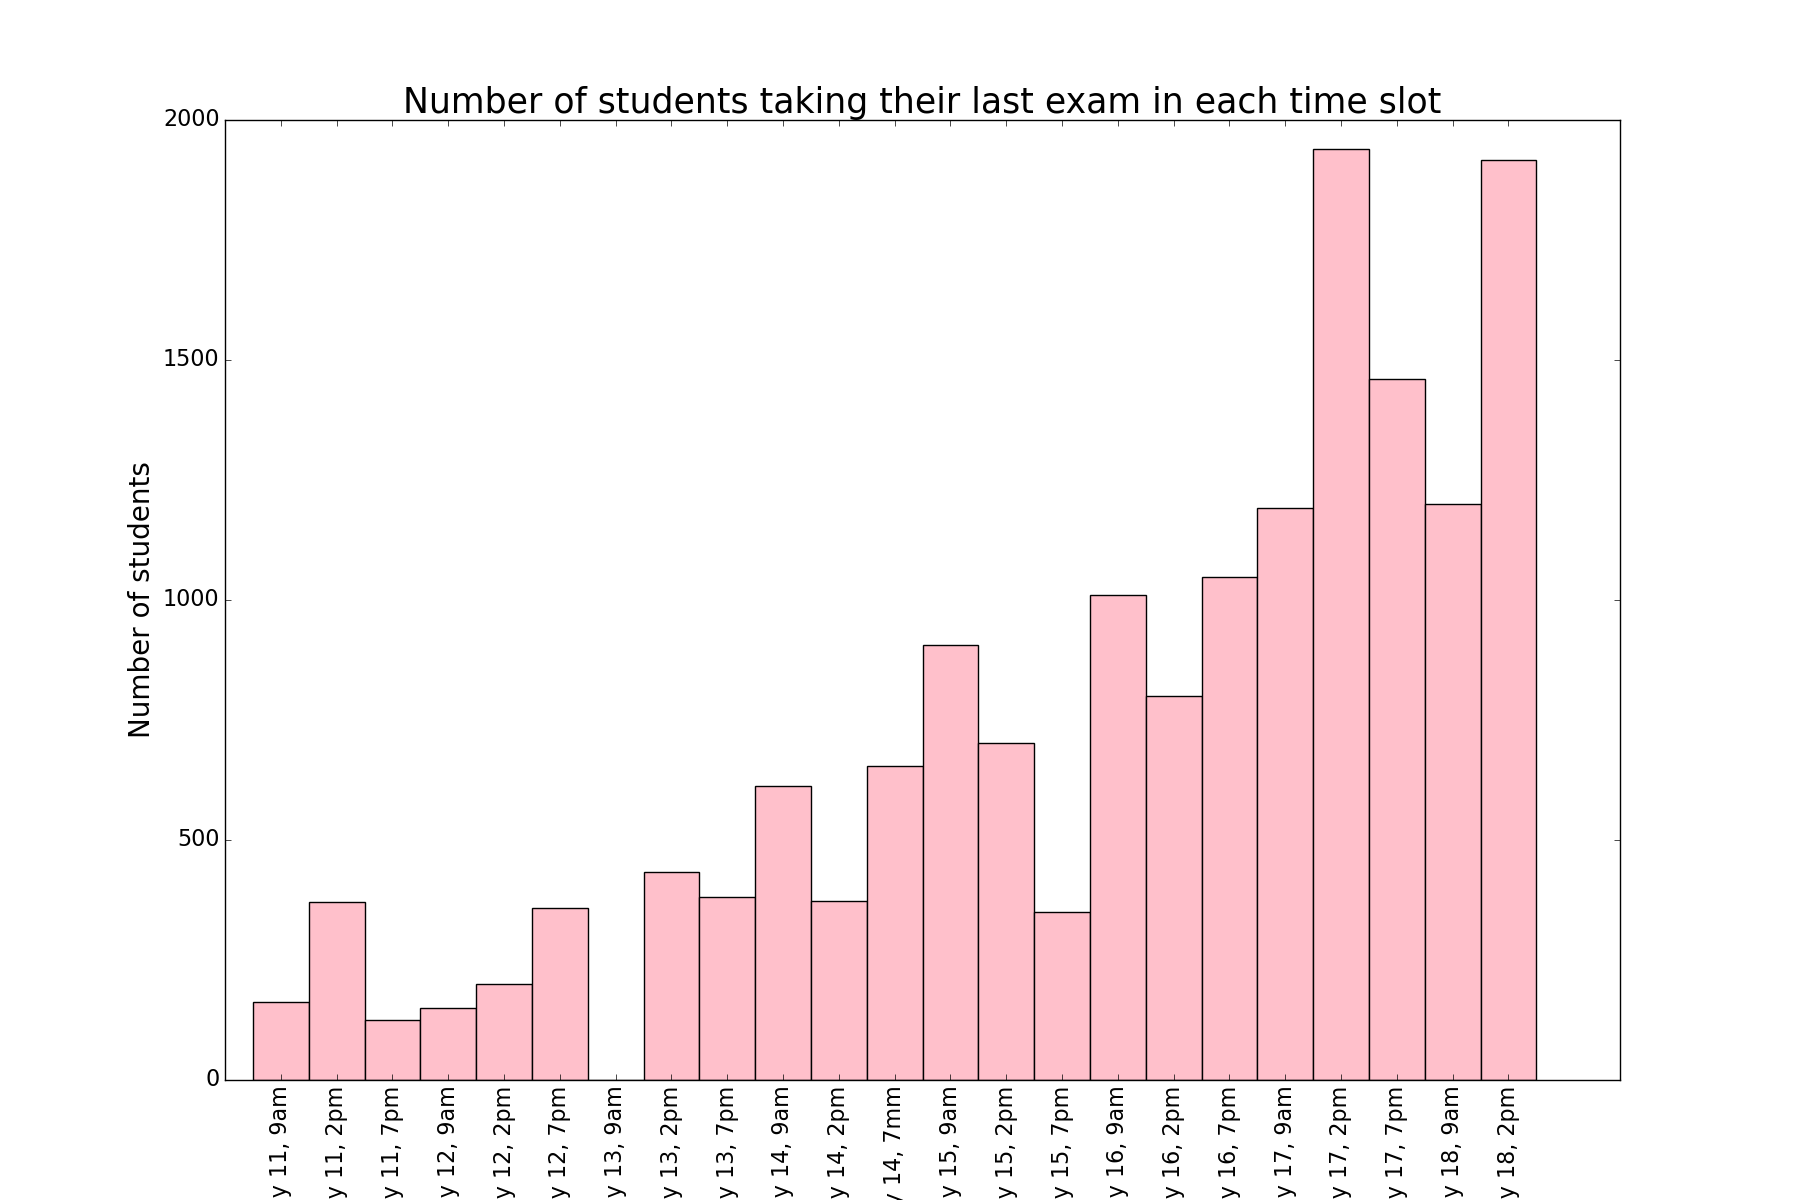 Number of students taking their last exam in each time slot
Number of students
2000
1500
1000
500
0
y 11, 9am
y 11, 2pm
y 11, 7pm
y 12, 9am
y 12, 2pm
y 12, 7pm
y 13, 9am
y 13, 2pm
y 13, 7pm
y 14, 9am
y 14, 2pm
y 14, 7mm
y 15, 9am
y 15, 2pm
y 15, 7pm
y 16, 9am
y 16, 2pm
y 16, 7pm
y 17, 9am
y 17, 2pm
y 17, 7pm
y 18, 9am
y 18, 2pm